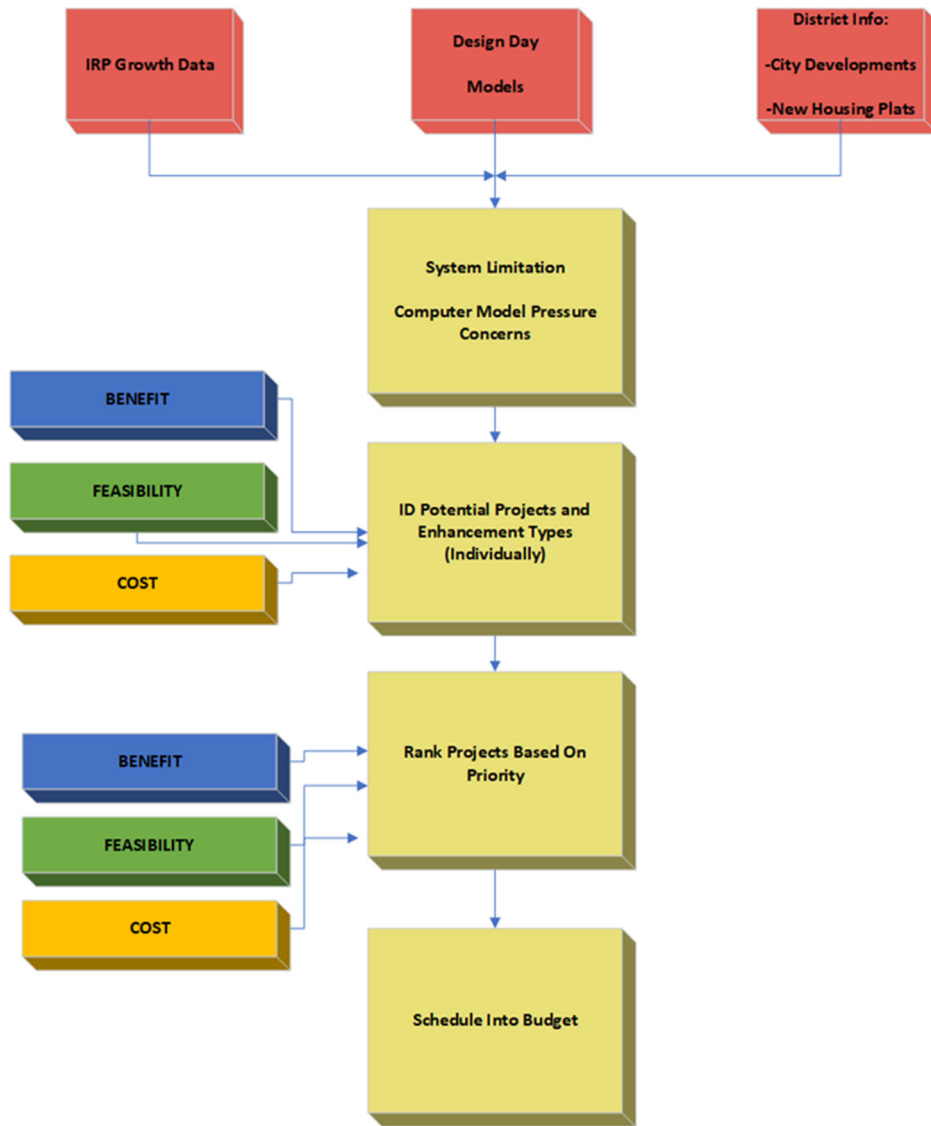 IRP Growth Data
Design Day
Models
District Info:
-City Developments
-New Housing Plats
System Limitation
Computer Model Pressure
Concerns
BENEFIT
FEASIBILITY
COST
ID Potential Projects and
Enhancement Types
(Individually)
BENEFIT
FEASIBILITY
COST
Rank Projects Based On
Priority
Schedule Into Budget